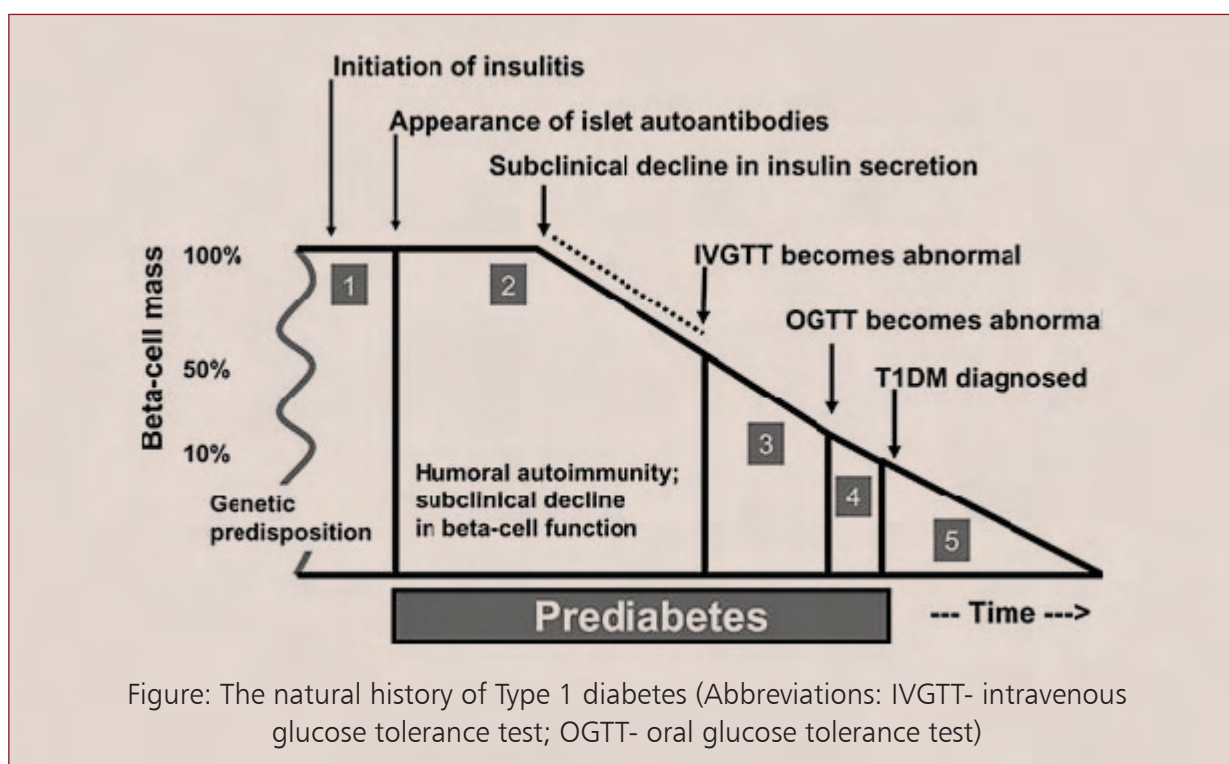 Initiation of insulitis
Appearance of islet autoantibodies
Subclinical decline in insulin secretion
IVGTT becomes abnormal
OGTT becomes abnorma
T1DM diagnosed
Beta-cell mass
100%
50%
10%
1
2
3
4
5
Genetic
predisposition
Humoral autoimmunity;
subclinical decline
in beta-cell function
Prediabetes
--- Time --->
Figure: The natural history of Type 1 diabetes (Abbreviations: IVGTT- intravenous
glucose tolerance test; OGTT- oral glucose tolerance test)